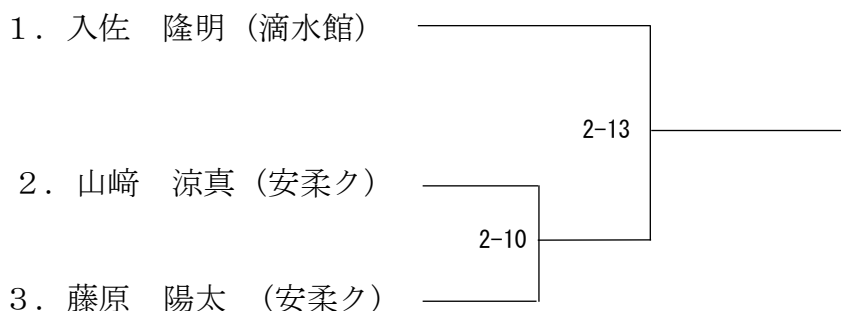 １．入佐　隆明（滴水館）
2-13
２．山﨑　涼真（安柔ク）
2-10
３．藤原　陽太　（安柔ク）